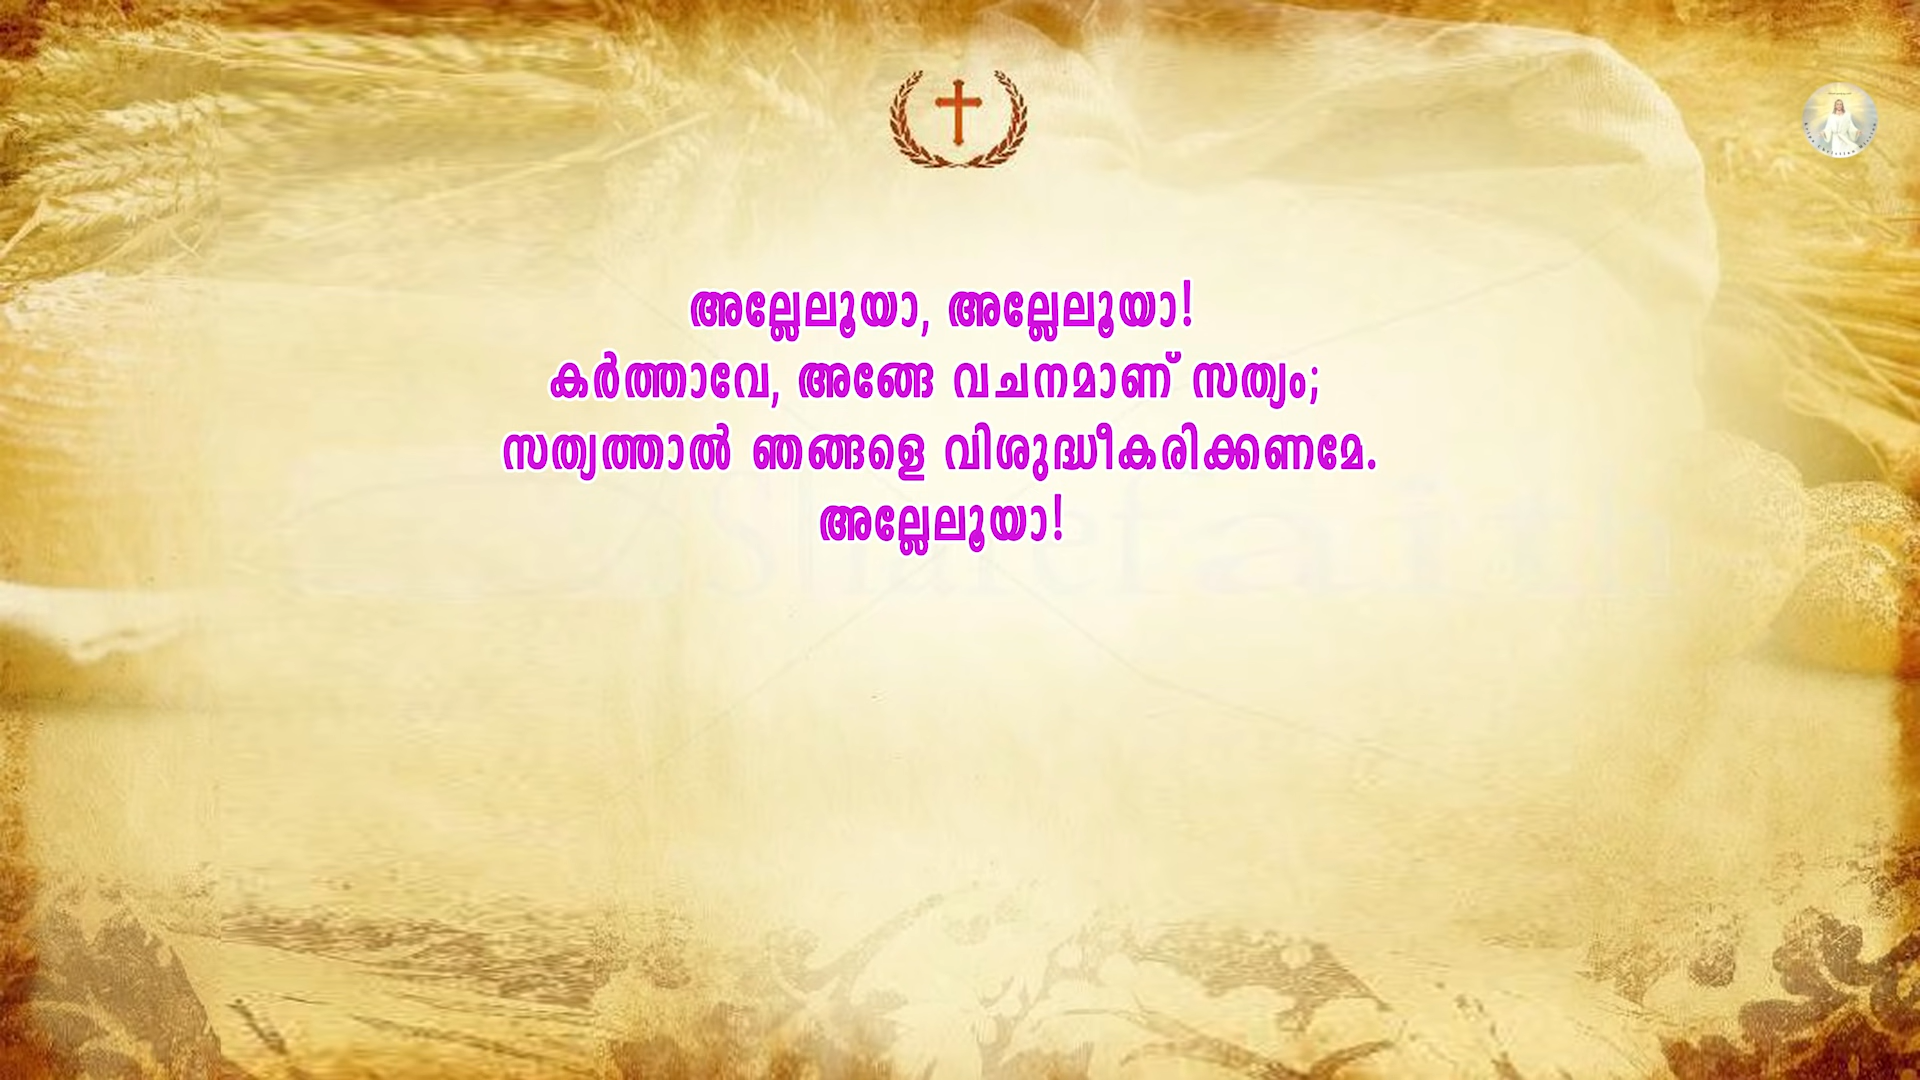 അല്ലേലൂയാ, അല്ലേലൂയാ!
കർത്താവേ, അങ്ങേ വചനമാണ് സത്യം;
സത്യത്താൽ ഞങ്ങളെ വിശുദ്ധീകരിക്കണമേ.
അല്ലേലൂയാ!